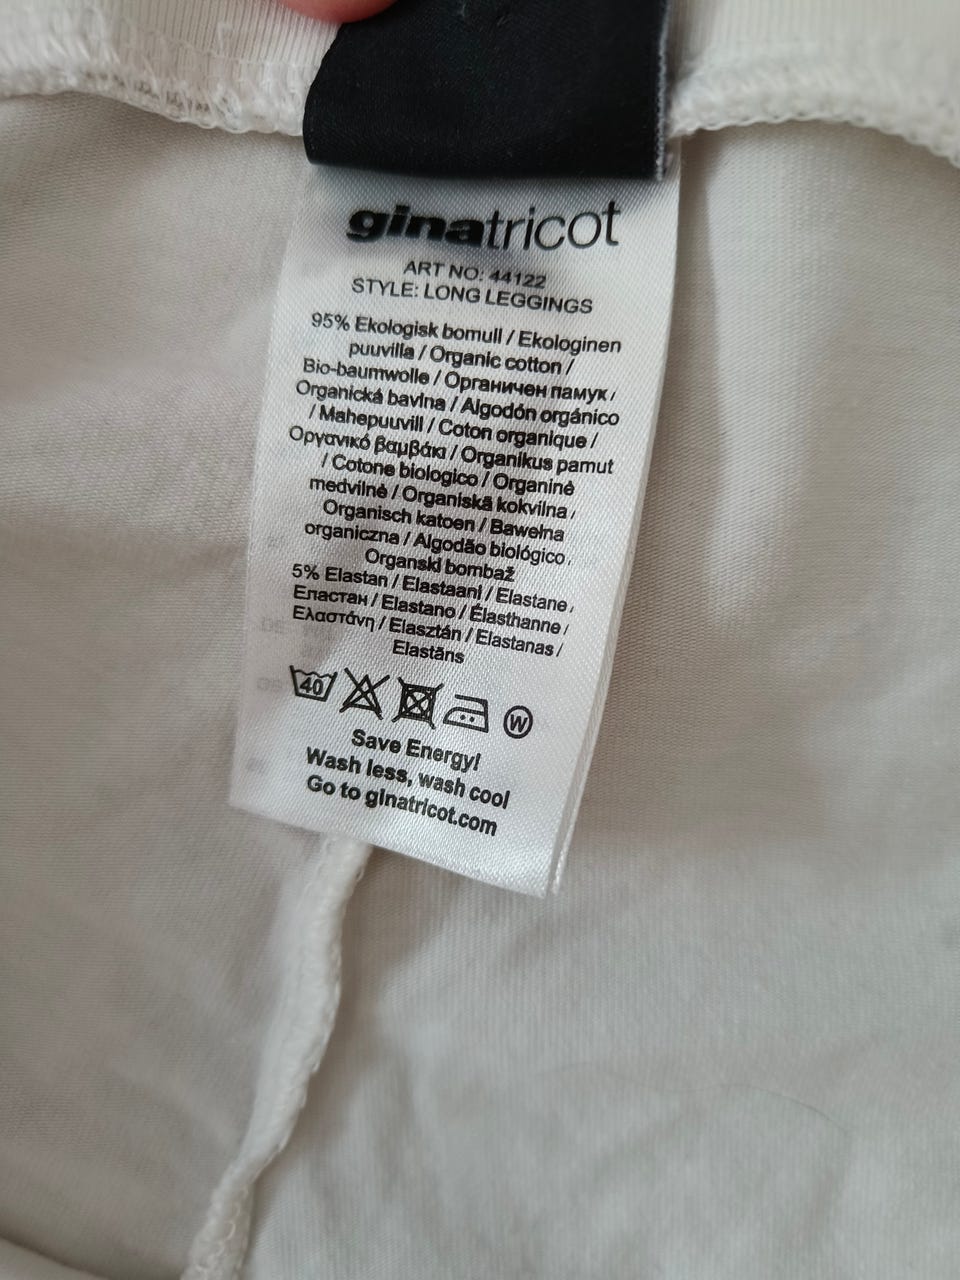 ginatricot
ART NO: 44122
STYLE: LONG LEGGINGS
95% Ekologisk bomull / Ekologinen
puuvilla / Organic cotton /
Bio-baumwolle / Органичен памук /
Organická bavlna / Algodón orgánico
/ Mahepuuvill / Coton organique /
Οργανικό βαμβάκι / Organikus pamut
/ Cotone biologico / Organinė
medvilnė / Organiskā kokvilna /
Organisch katoen / Bawełna
organiczna / Algodão biológico /
Organski bombaž
5% Elastan / Elastaani / Elastane /
Еластан / Elastano / Élasthanne /
Ελαστάνη / Elasztán / Elastanas /
Elastāns
40
W
Save Energy!
Wash less, wash cool
Go to ginatricot.com